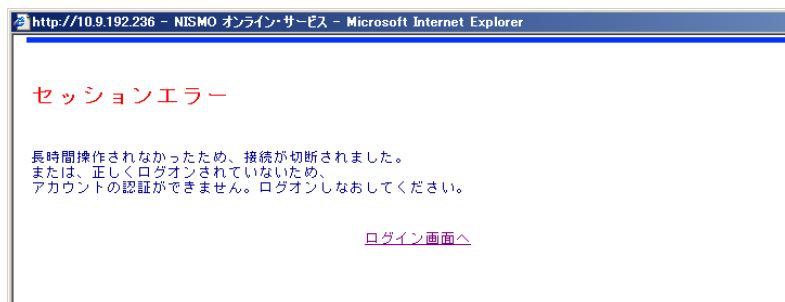 http://10.9.192.236 - NISMO オンライン・サービス - Microsoft Internet Explorer
セッションエラー
長時間操作されなかったため、接続が切断されました。
または、正しくログオンされていないため、
アカウントの認証ができません。ログオンしなおしてください。
ログイン画面へ